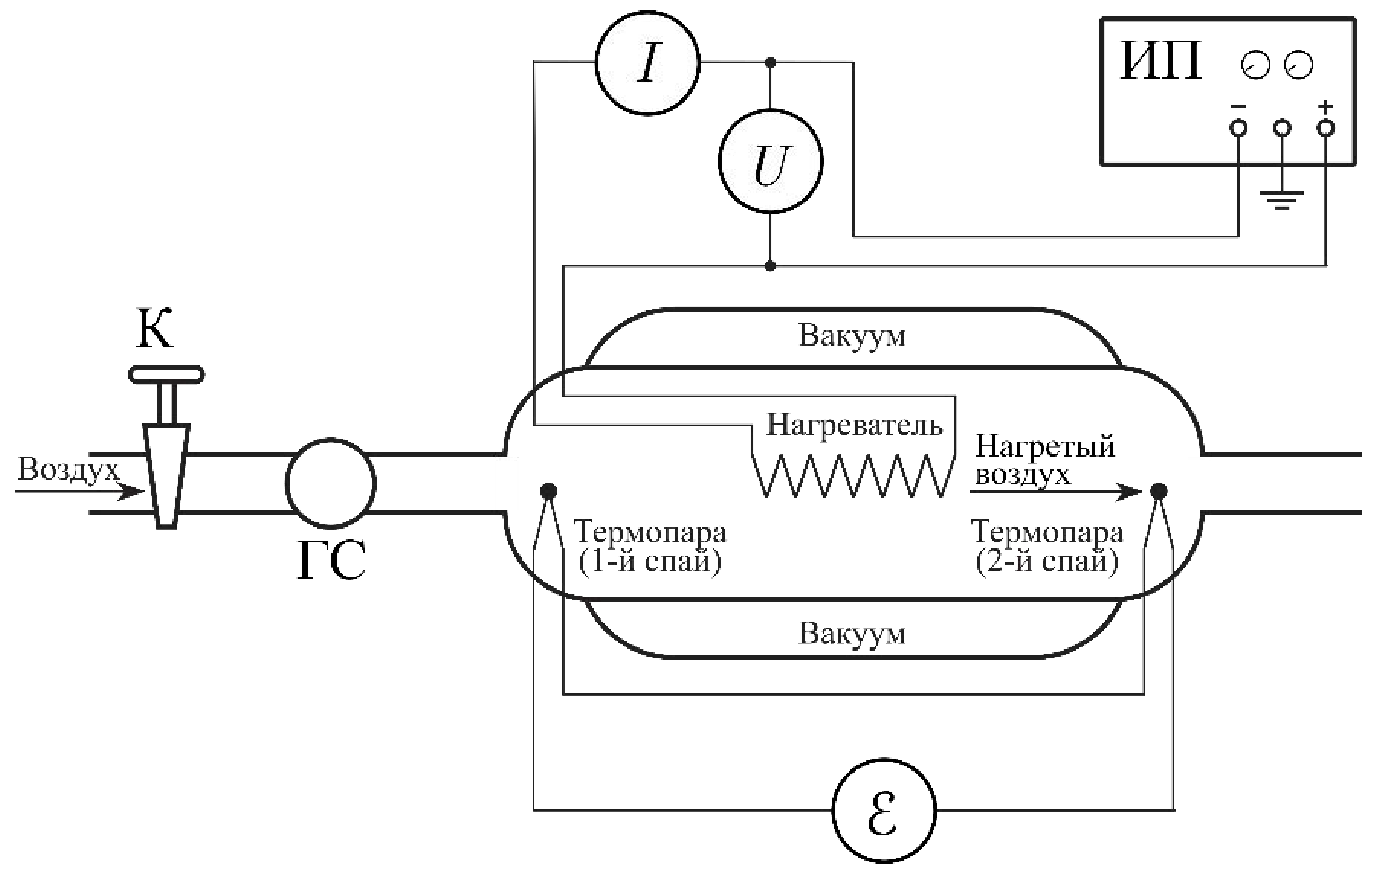 I
ИП
- +
U
К
Вакуум
Воздух
Нагреватель
Нагретый
воздух
ГС
Термопара
(1-й спай)
Термопара
(2-й спай)
Вакуум
ℰ